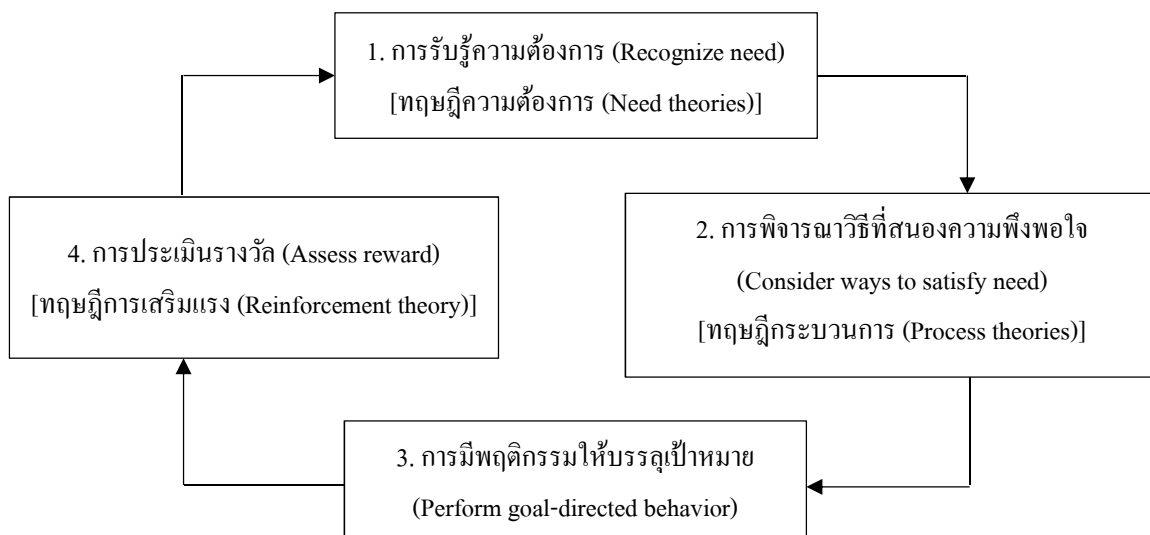 1. การรับรู้ความต้องการ (Recognize need)
[ทฤษฎีความต้องการ (Need theories)]
2. การพิจารณาวิธีที่สนองความพึงพอใจ
(Consider ways to satisfy need)
[ทฤษฎีกระบวนการ (Process theories)]
3. การมีพฤติกรรมให้บรรลุเป้าหมาย
(Perform goal-directed behavior)
4. การประเมินรางวัล (Assess reward)
[ทฤษฎีการเสริมแรง (Reinforcement theory)]